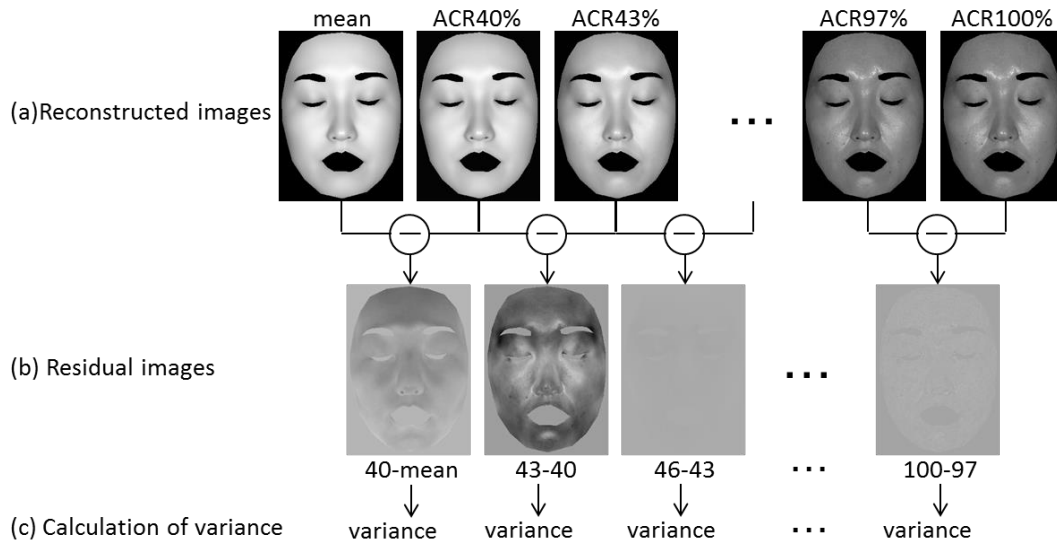 mean ACR40% ACR43% ACR97% ACR100%
(a)Reconstructed images ...
(b) Residual images ...
40-mean 43-40 46-43 ... 100-97
(c) Calculation of variance variance variance variance ... variance